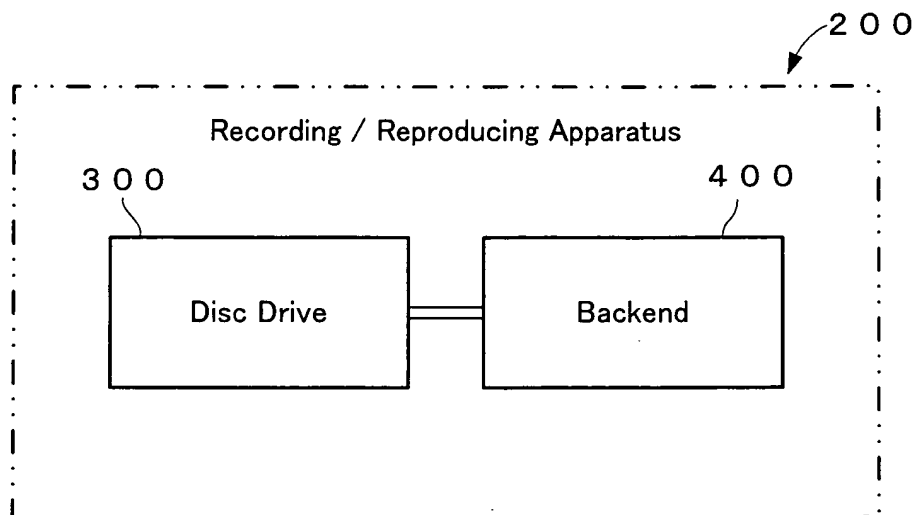 ２００
Recording / Reproducing Apparatus
３００
４００
Disc Drive
Backend